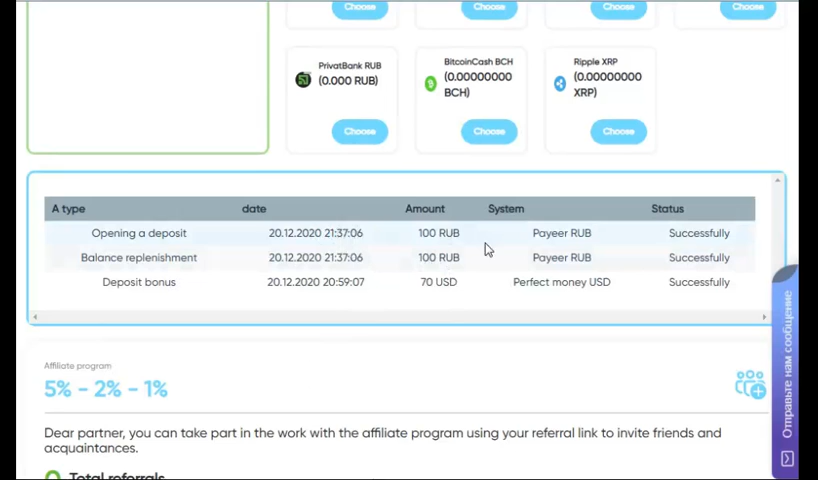 Choose Choose Choose Choose
PrivatBank RUB
(0.000 RUB)
Choose
BitcoinCash BCH
(0.00000000
BCH)
Choose
Ripple XRP
(0.00000000
XRP)
Choose
A type date Amount System Status
Opening a deposit 20.12.2020 21:37:06 100 RUB Payeer RUB Successfully
Balance replenishment 20.12.2020 21:37:06 100 RUB Payeer RUB Successfully
Deposit bonus 20.12.2020 20:59:07 70 USD Perfect money USD Successfully
Отправьте нам сообщение
Affiliate program
5% - 2% - 1%
Dear partner, you can take part in the work with the affiliate program using your referral link to invite friends and
acquaintances.
Total referrals